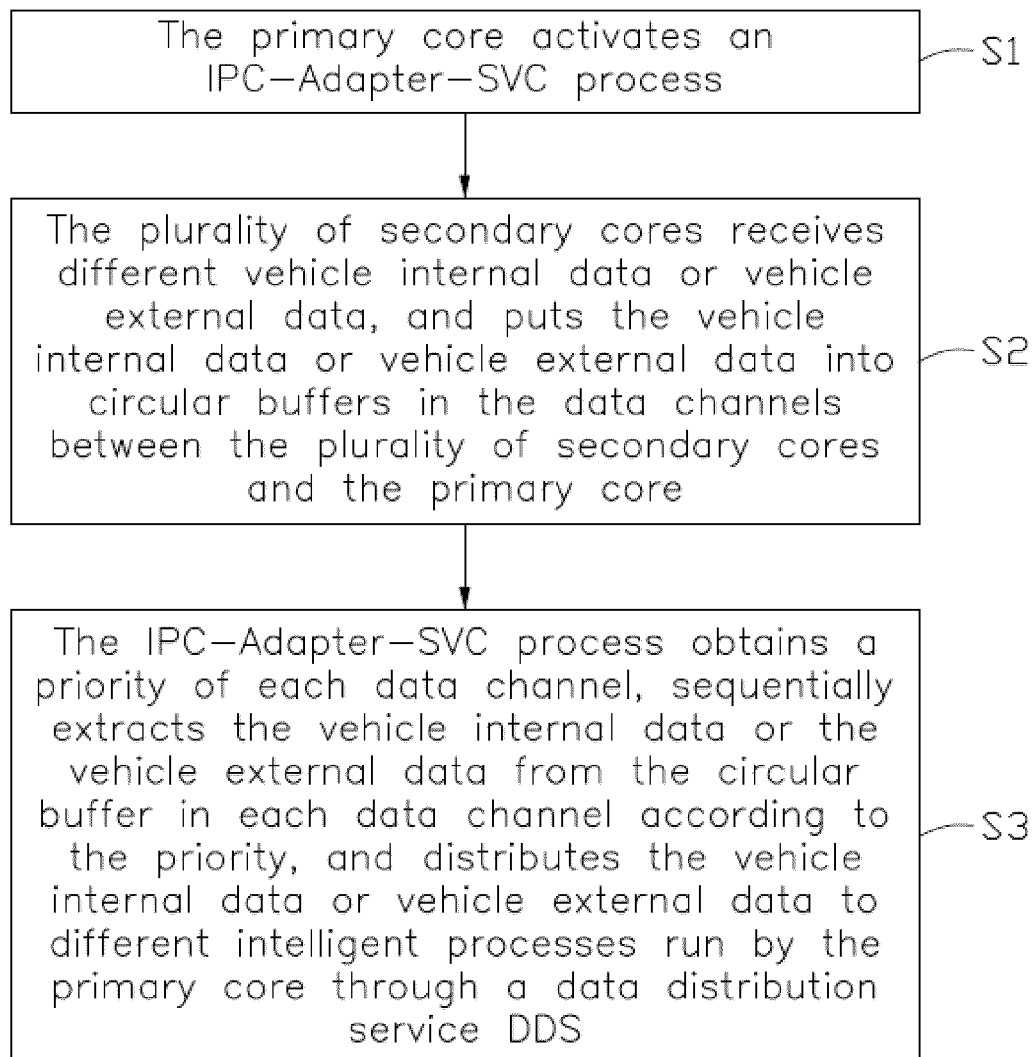 The primary core activates an
IPC-Adapter-SVC process
S1
The plurality of secondary cores receives
different vehicle internal data or vehicle
external data, and puts the vehicle
internal data or vehicle external data into
circular buffers in the data channels
between the plurality of secondary cores
and the primary core
S2
The IPC-Adapter-SVC process obtains a
priority of each data channel, sequentially
extracts the vehicle internal data or the
vehicle external data from the circular
buffer in each data channel according to
the priority, and distributes the vehicle
internal data or vehicle external data to
different intelligent processes run by the
primary core through a data distribution
service DDS
S3